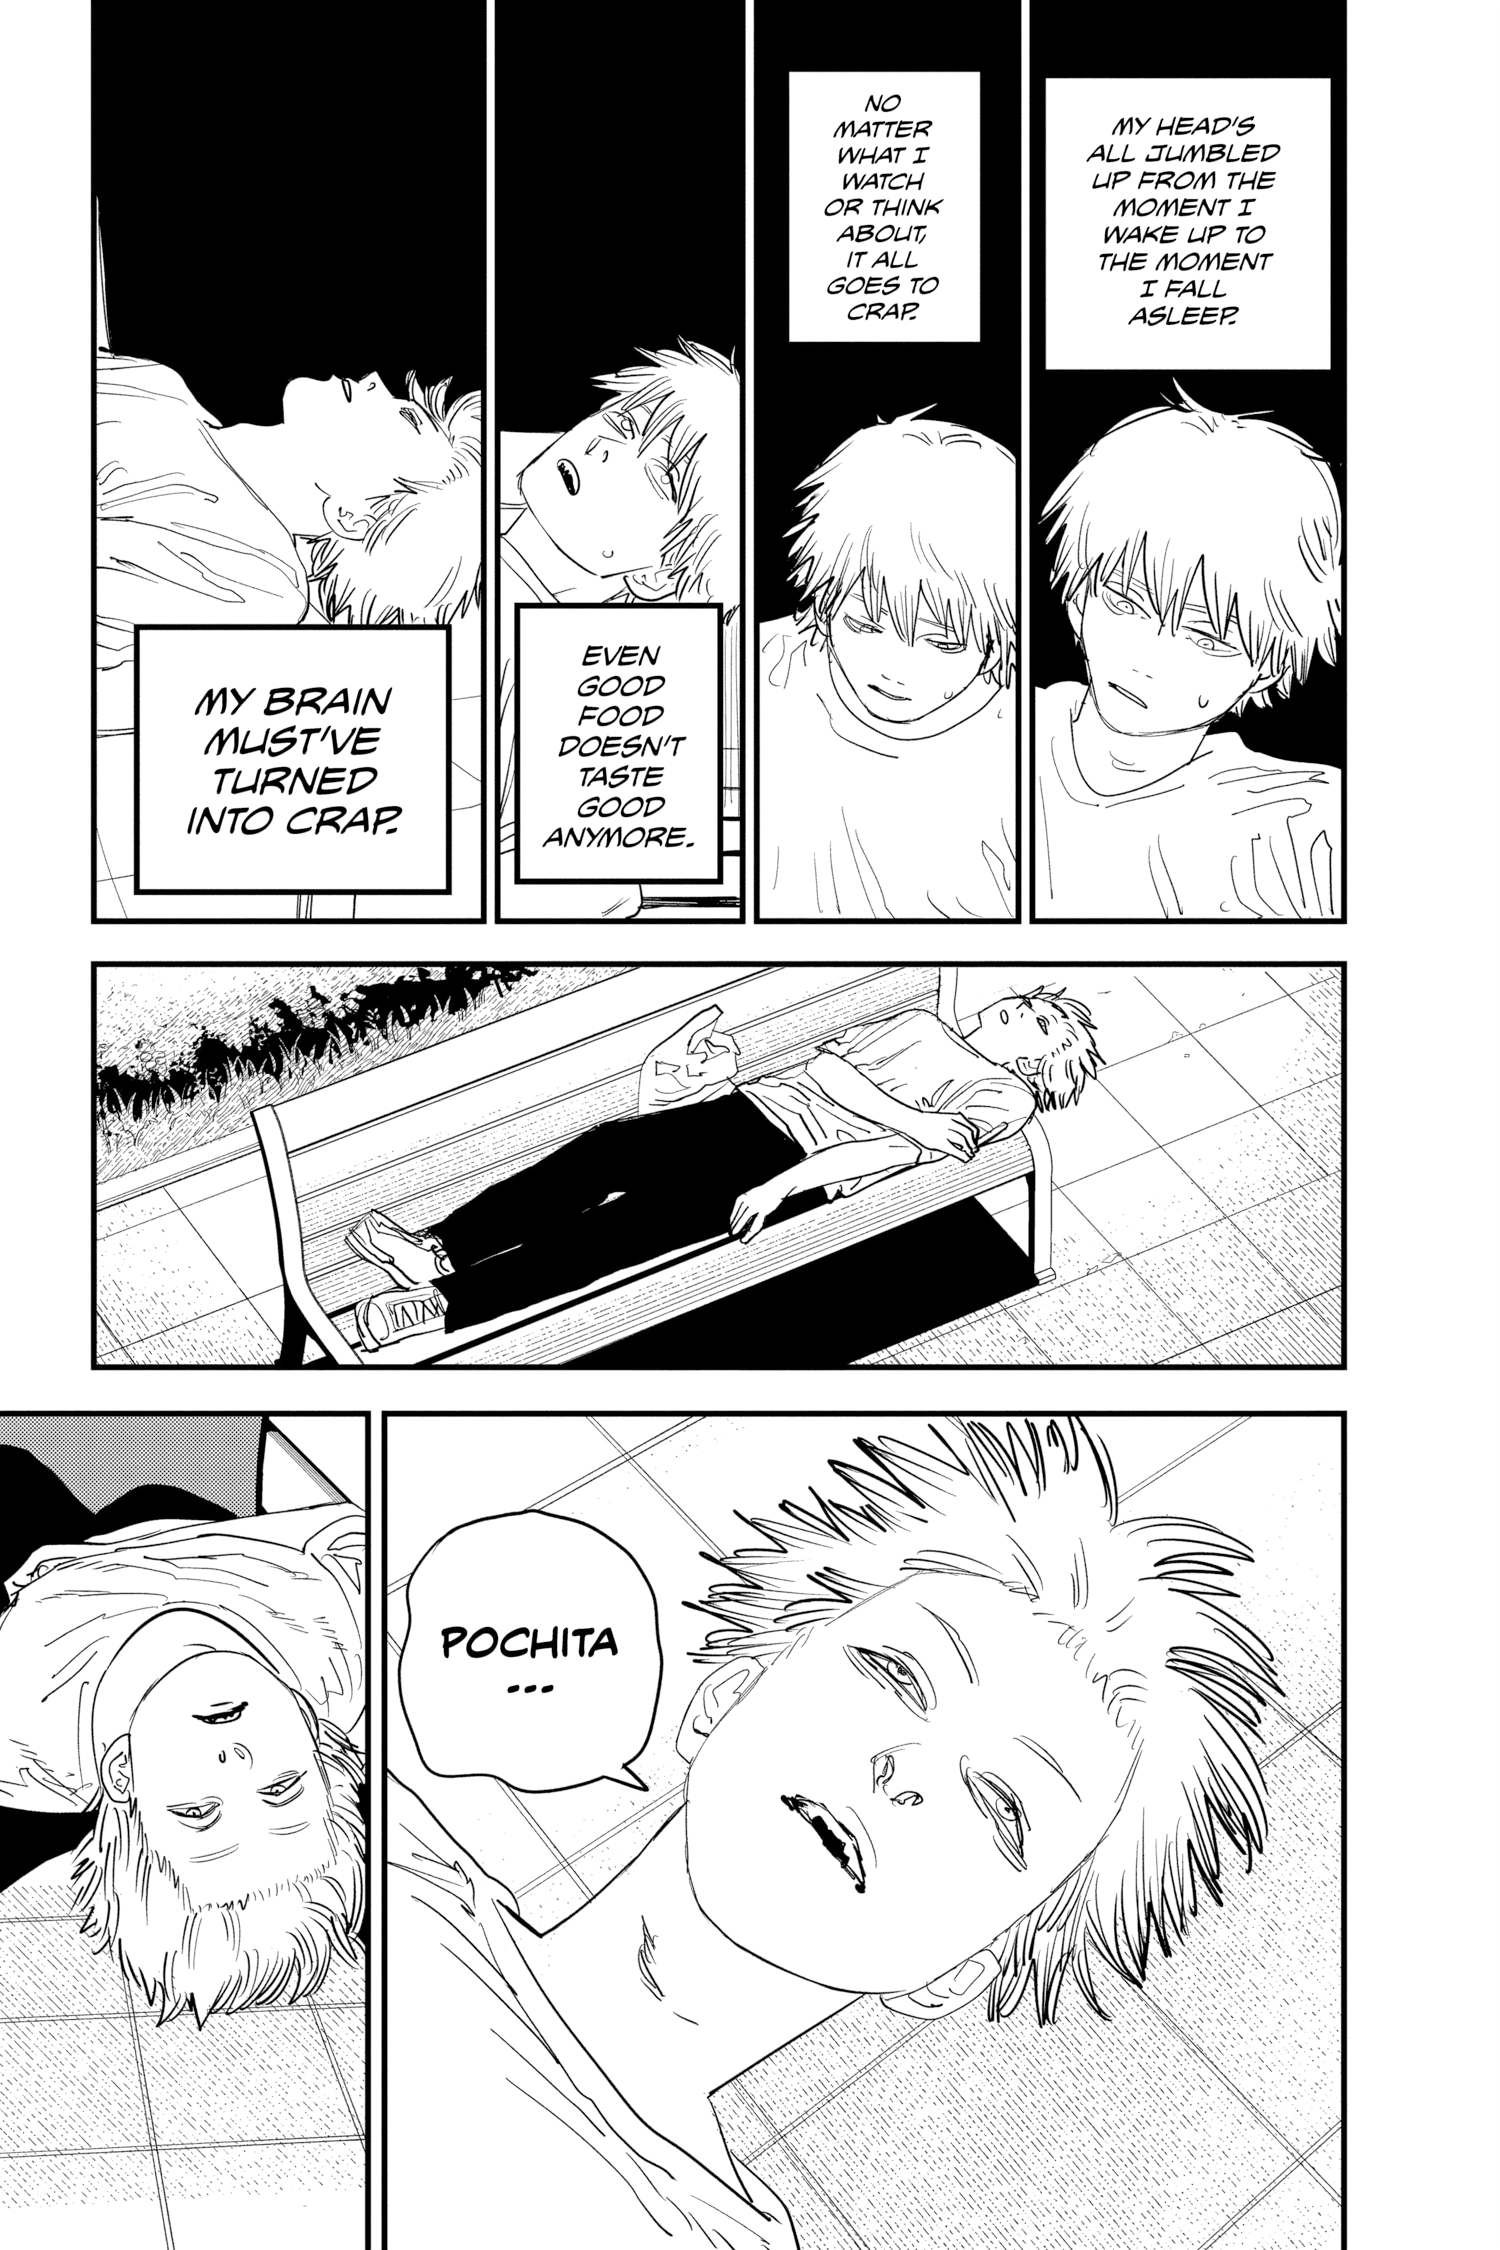 MY HEAD'S
ALL JUMBLED
UP FROM THE
MOMENT I
WAKE UP TO
THE MOMENT
I FALL
ASLEEP.
NO
MATTER
WHAT I
WATCH
OR THINK
ABOUT,
IT ALL
GOES TO
CRAP.
EVEN
GOOD
FOOD
DOESN'T
TASTE
GOOD
ANYMORE.
MY BRAIN
MUST'VE
TURNED
INTO CRAP.
POCHITA
...